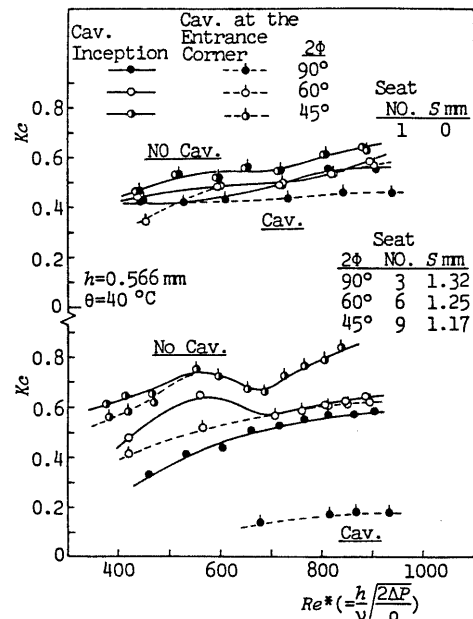 Cav. Inception
Cav. at the Entrance Corner
2Φ
90°
60°
45°
Seat
NO. S mm
1 0
Kc
0.8
0.6
0.4
0.2
0
NO Cav.
Cav.
h=0.566 mm
θ=40 °C
Seat
2Φ NO. S mm
90° 3 1.32
60° 6 1.25
45° 9 1.17
Kc
0.8
0.6
0.4
0.2
0
No Cav.
Cav.
400 600 800 1000
Re*(=h/ν√2ΔP/ρ)